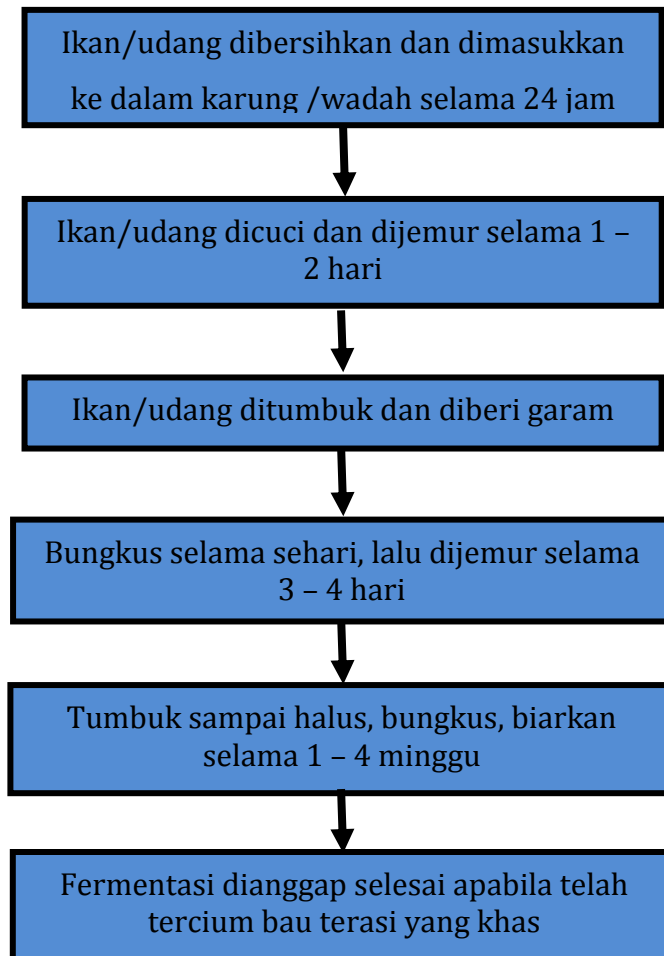 Ikan/udang dibersihkan dan dimasukkan
ke dalam karung /wadah selama 24 jam
Ikan/udang dicuci dan dijemur selama 1 –
2 hari
Ikan/udang ditumbuk dan diberi garam
Bungkus selama sehari, lalu dijemur selama
3 – 4 hari
Tumbuk sampai halus, bungkus, biarkan
selama 1 – 4 minggu
Fermentasi dianggap selesai apabila telah
tercium bau terasi yang khas